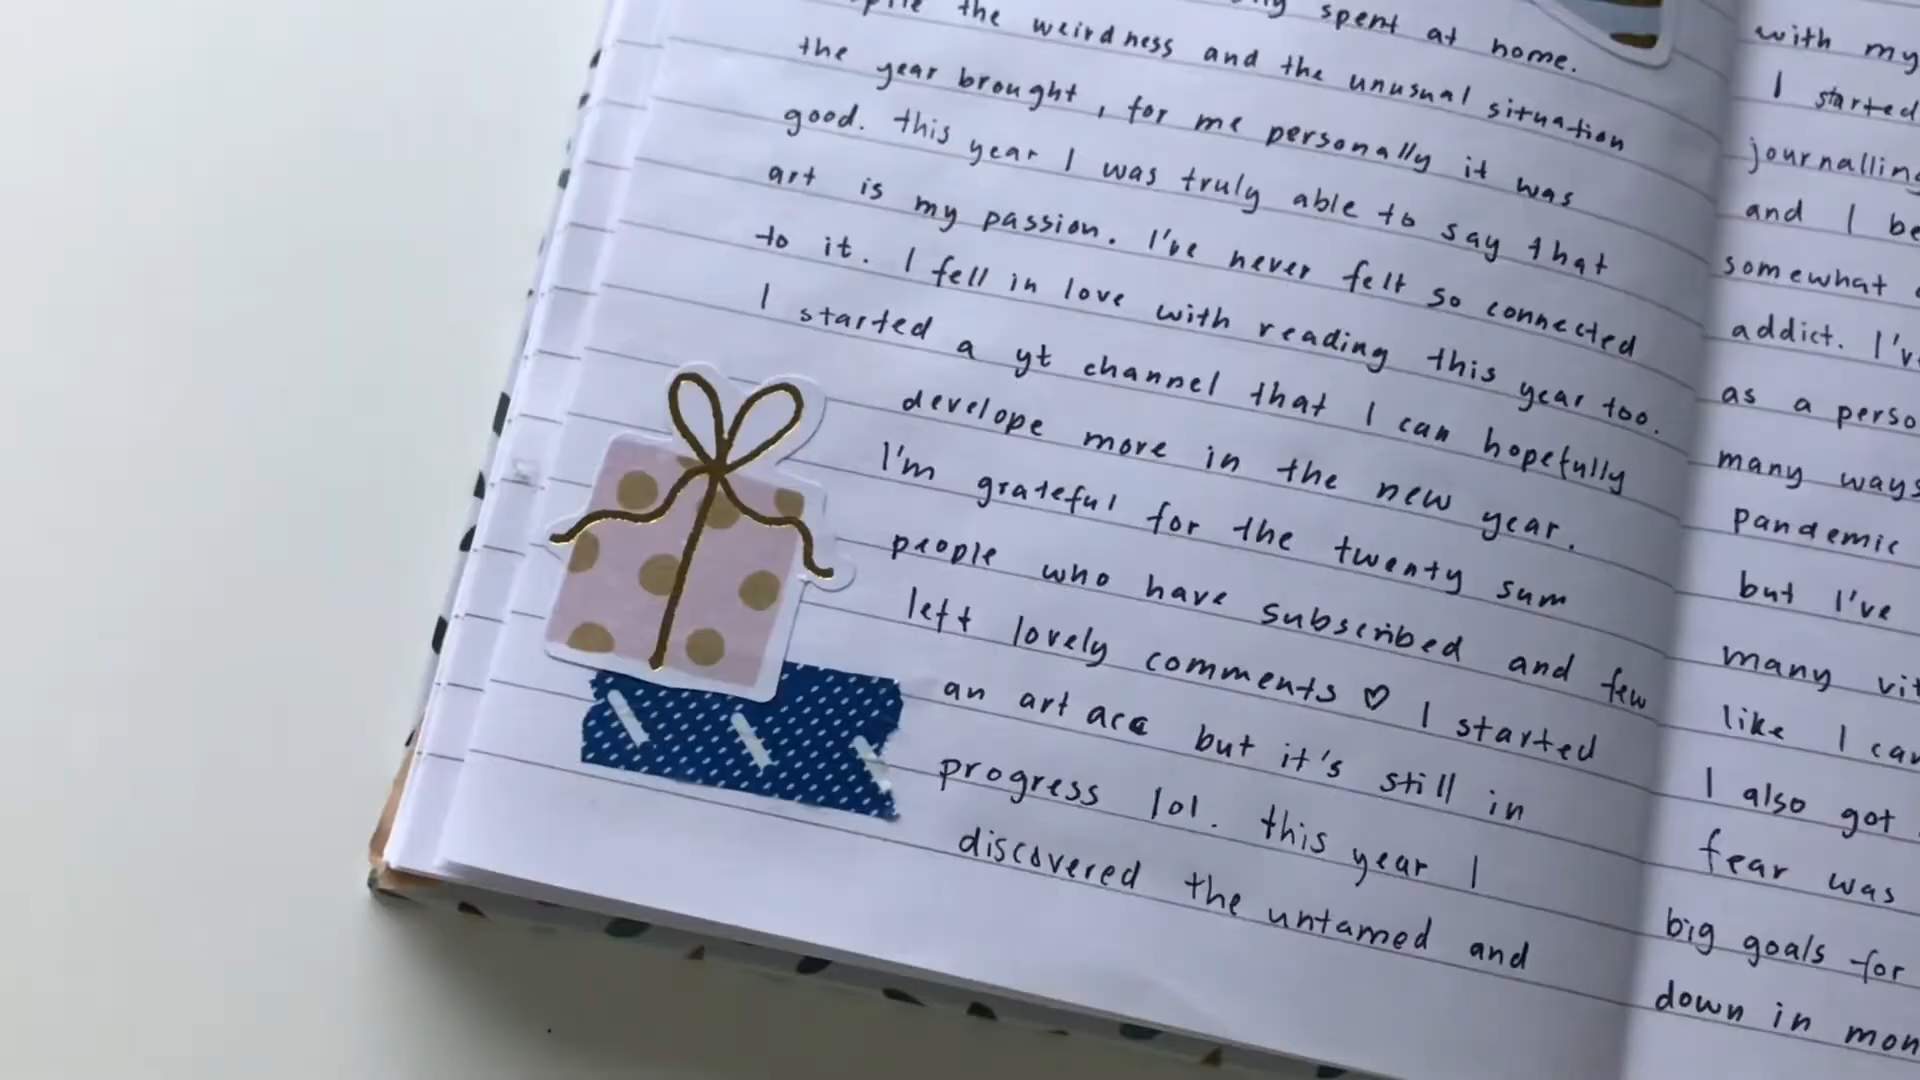 the weirdness and the unusual situation
the year brought, for me personally it was
good. this year I was truly able to say that
art is my passion. I've never felt so connected
to it. I fell in love with reading this year too.
I started a yt channel that I can hopefully
develope more in the new year.
I'm grateful for the twenty sum
people who have subscribed and few
left lovely comments ♡ I started
an art acc but it's still in
progress lol. this year I
discovered the untamed and
spent at home.
with my
I started
journalling
and I be
somewhat
addict. I've
as a perso
many ways
pandemic
but I've
many vit
like I can
I also got
fear was
big goals for
down in mon